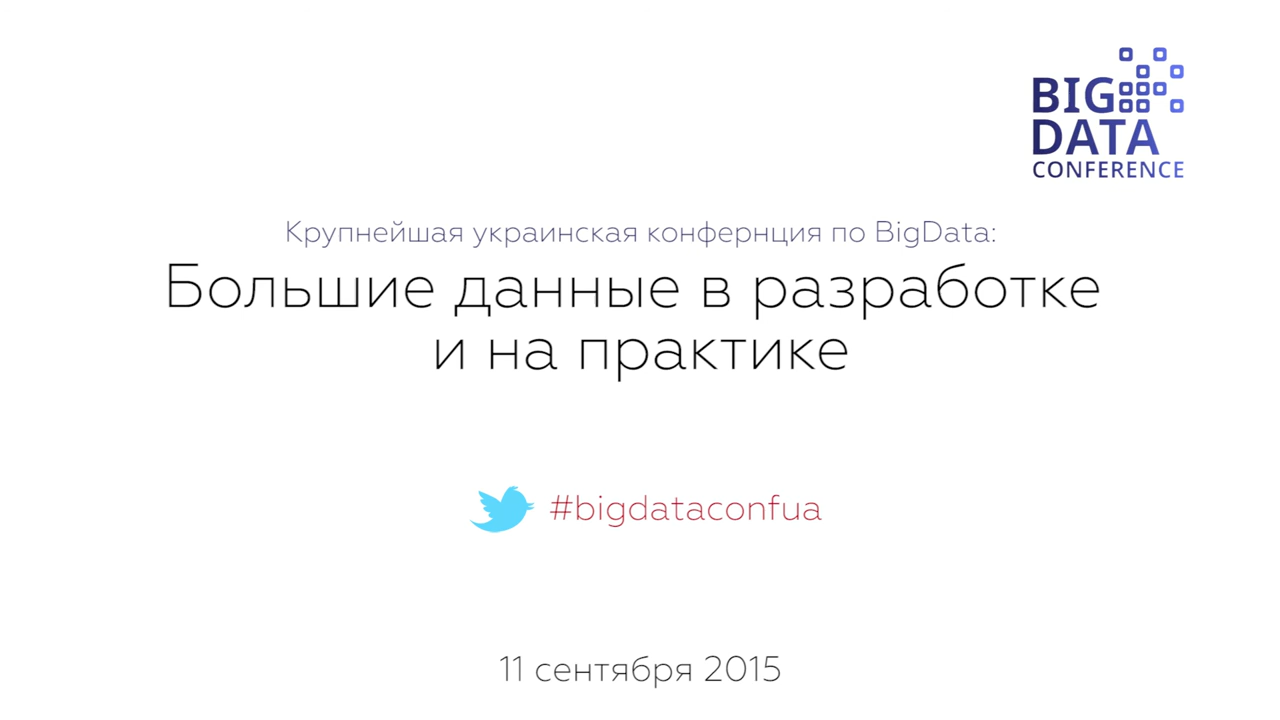 BIG
DATA
CONFERENCE
Крупнейшая украинская конфернция по BigData:
Большие данные в разработке
и на практике
#bigdataconfua
11 сентября 2015